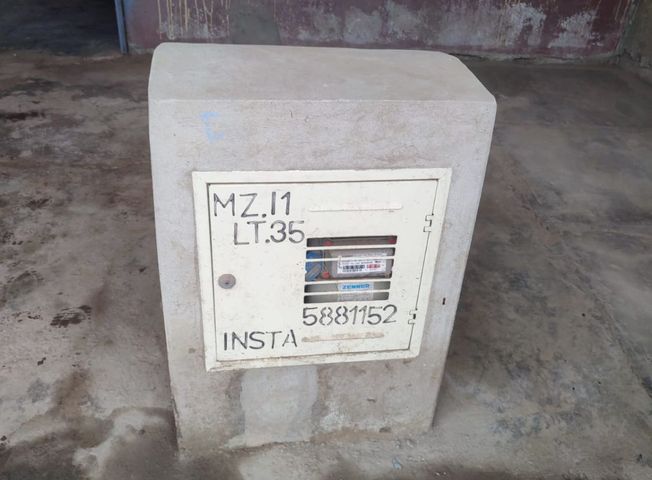 MZ.I1
LT.35
ZENNER
5881152
INSTA